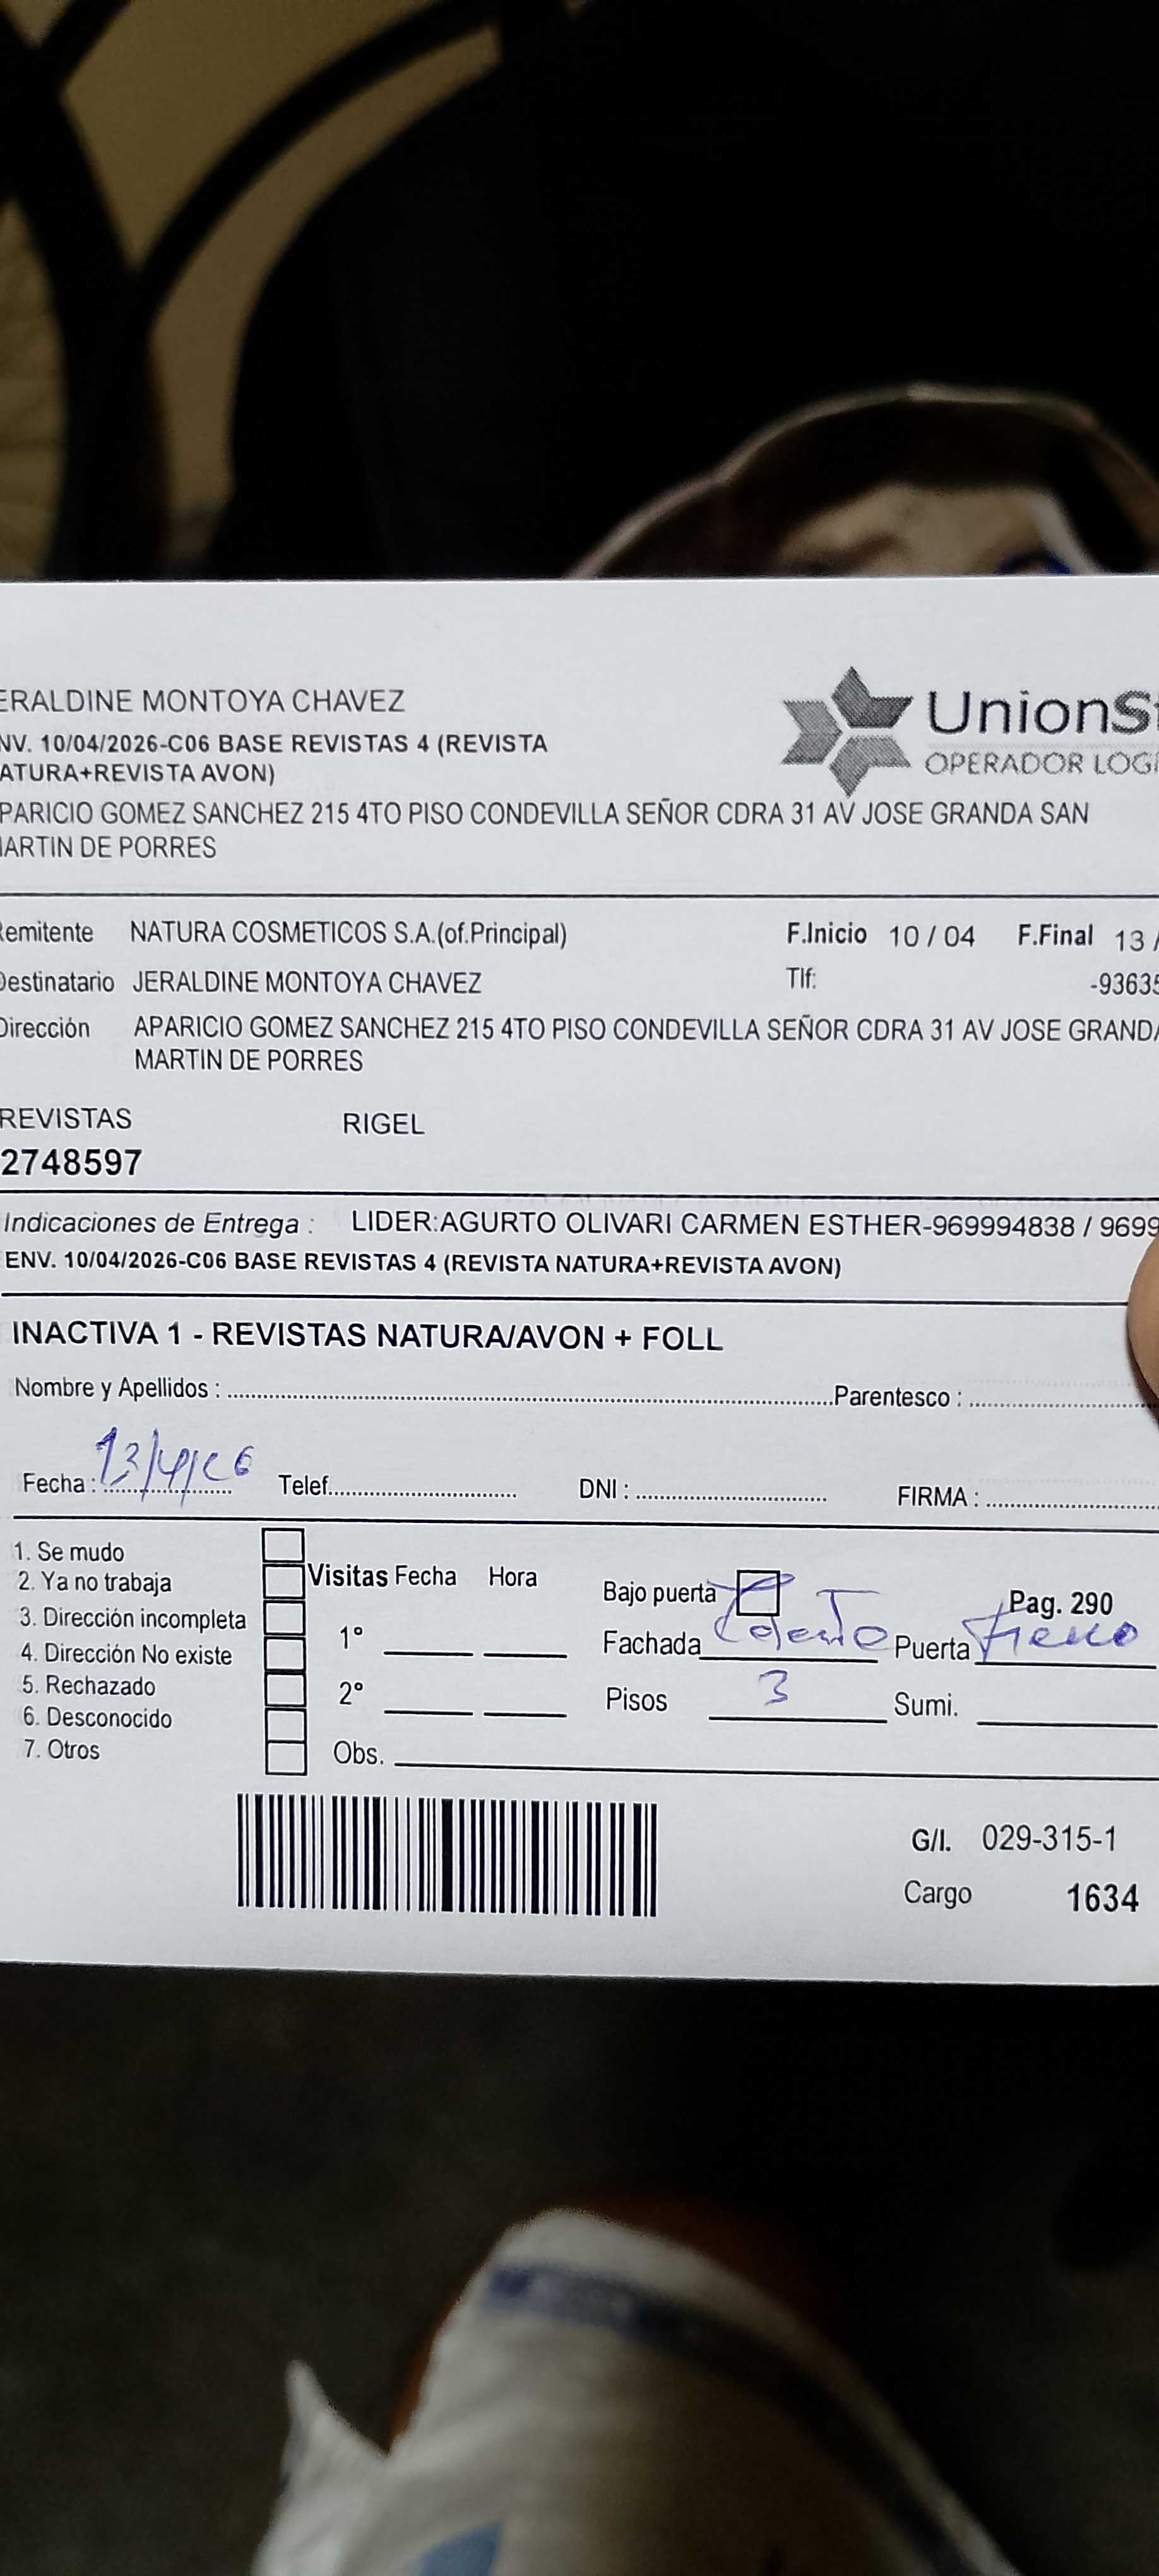 ERALDINE MONTOYA CHAVEZ
NV. 10/04/2026-C06 BASE REVISTAS 4 (REVISTA
ATURA+REVISTA AVON)
PARICIO GOMEZ SANCHEZ 215 4TO PISO CONDEVILLA SEÑOR CDRA 31 AV JOSE GRANDA SAN
MARTIN DE PORRES
UnionSt
OPERADOR LOGI
Remitente NATURA COSMETICOS S.A.(of.Principal) F.Inicio 10 / 04 F.Final 13 /
Destinatario JERALDINE MONTOYA CHAVEZ Tlf: -93635
Dirección APARICIO GOMEZ SANCHEZ 215 4TO PISO CONDEVILLA SEÑOR CDRA 31 AV JOSE GRANDA
MARTIN DE PORRES
REVISTAS RIGEL
2748597
Indicaciones de Entrega : LIDER:AGURTO OLIVARI CARMEN ESTHER-969994838 / 9699
ENV. 10/04/2026-C06 BASE REVISTAS 4 (REVISTA NATURA+REVISTA AVON)
INACTIVA 1 - REVISTAS NATURA/AVON + FOLL
Nombre y Apellidos : Parentesco :
Fecha : 13/4/26 Telef. DNI : FIRMA :
1. Se mudo
2. Ya no trabaja
3. Dirección incompleta
4. Dirección No existe
5. Rechazado
6. Desconocido
7. Otros
Visitas Fecha Hora
1°
2°
Obs.
Bajo puerta Pag. 290
Fachada Puerta
Pisos 3 Sumi.
G/I. 029-315-1
Cargo 1634